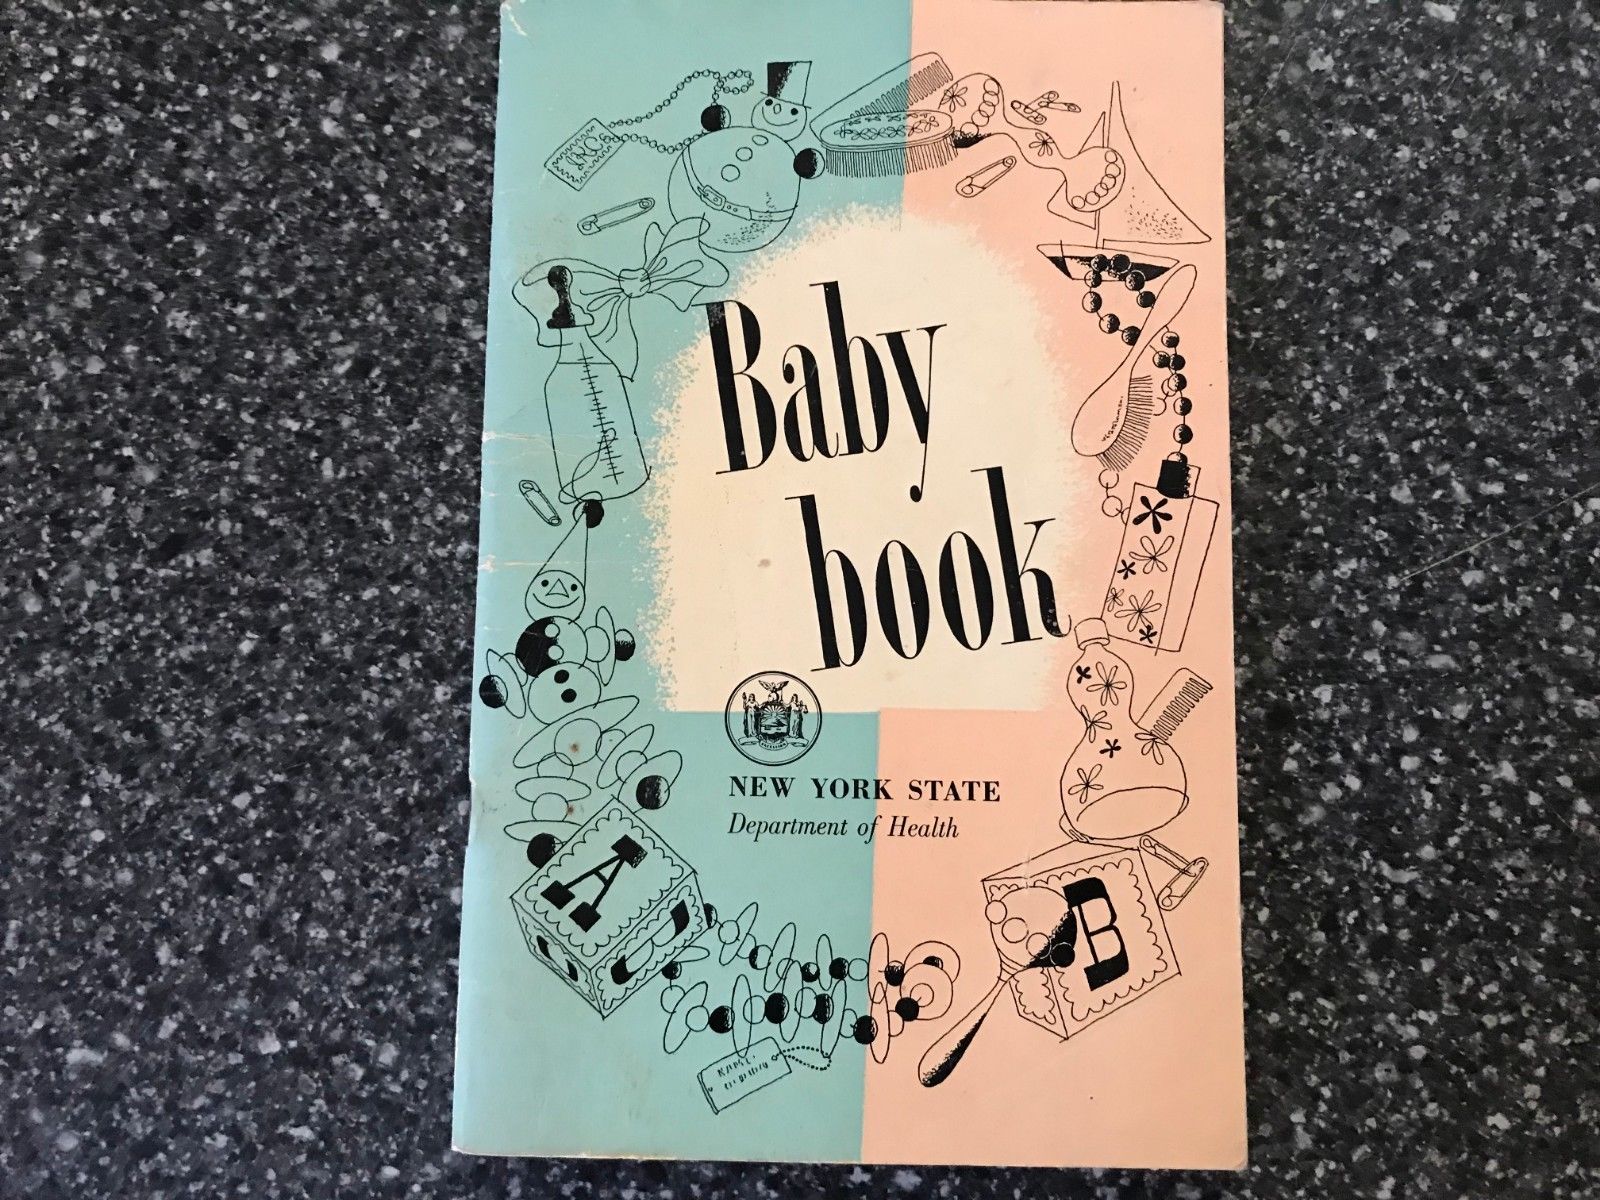 Baby
book
NEW YORK STATE
Department of Health
A
B